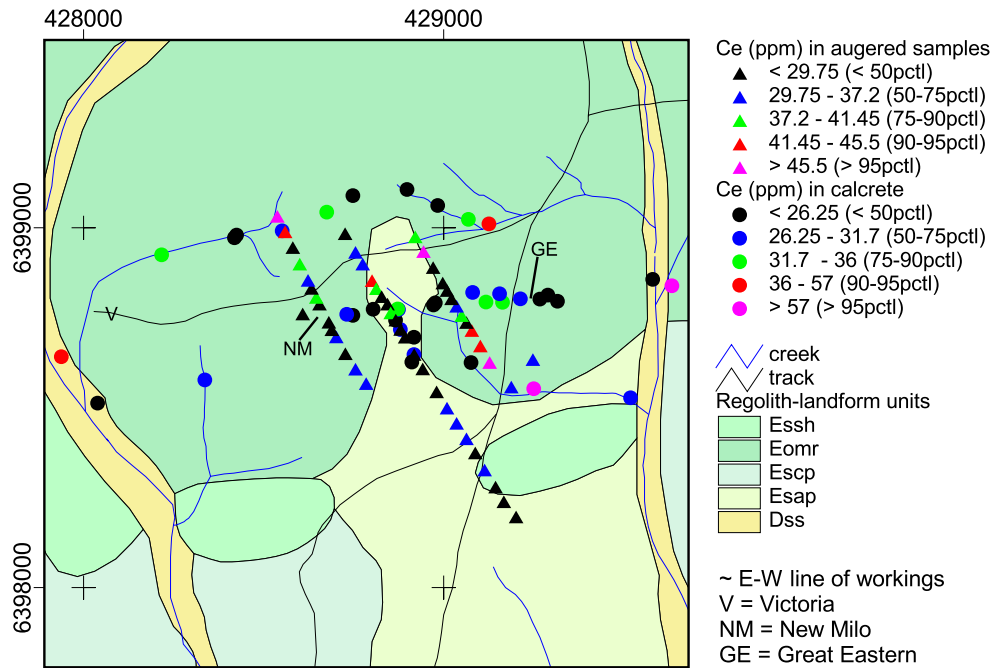 428000
429000
6399000
6398000
GE
V
NM
Ce (ppm) in augered samples
< 29.75 (< 50pctl)
29.75 - 37.2 (50-75pctl)
37.2 - 41.45 (75-90pctl)
41.45 - 45.5 (90-95pctl)
> 45.5 (> 95pctl)
Ce (ppm) in calcrete
< 26.25 (< 50pctl)
26.25 - 31.7 (50-75pctl)
31.7 - 36 (75-90pctl)
36 - 57 (90-95pctl)
> 57 (> 95pctl)
creek
track
Regolith-landform units
Essh
Eomr
Escp
Esap
Dss
~ E-W line of workings
V = Victoria
NM = New Milo
GE = Great Eastern